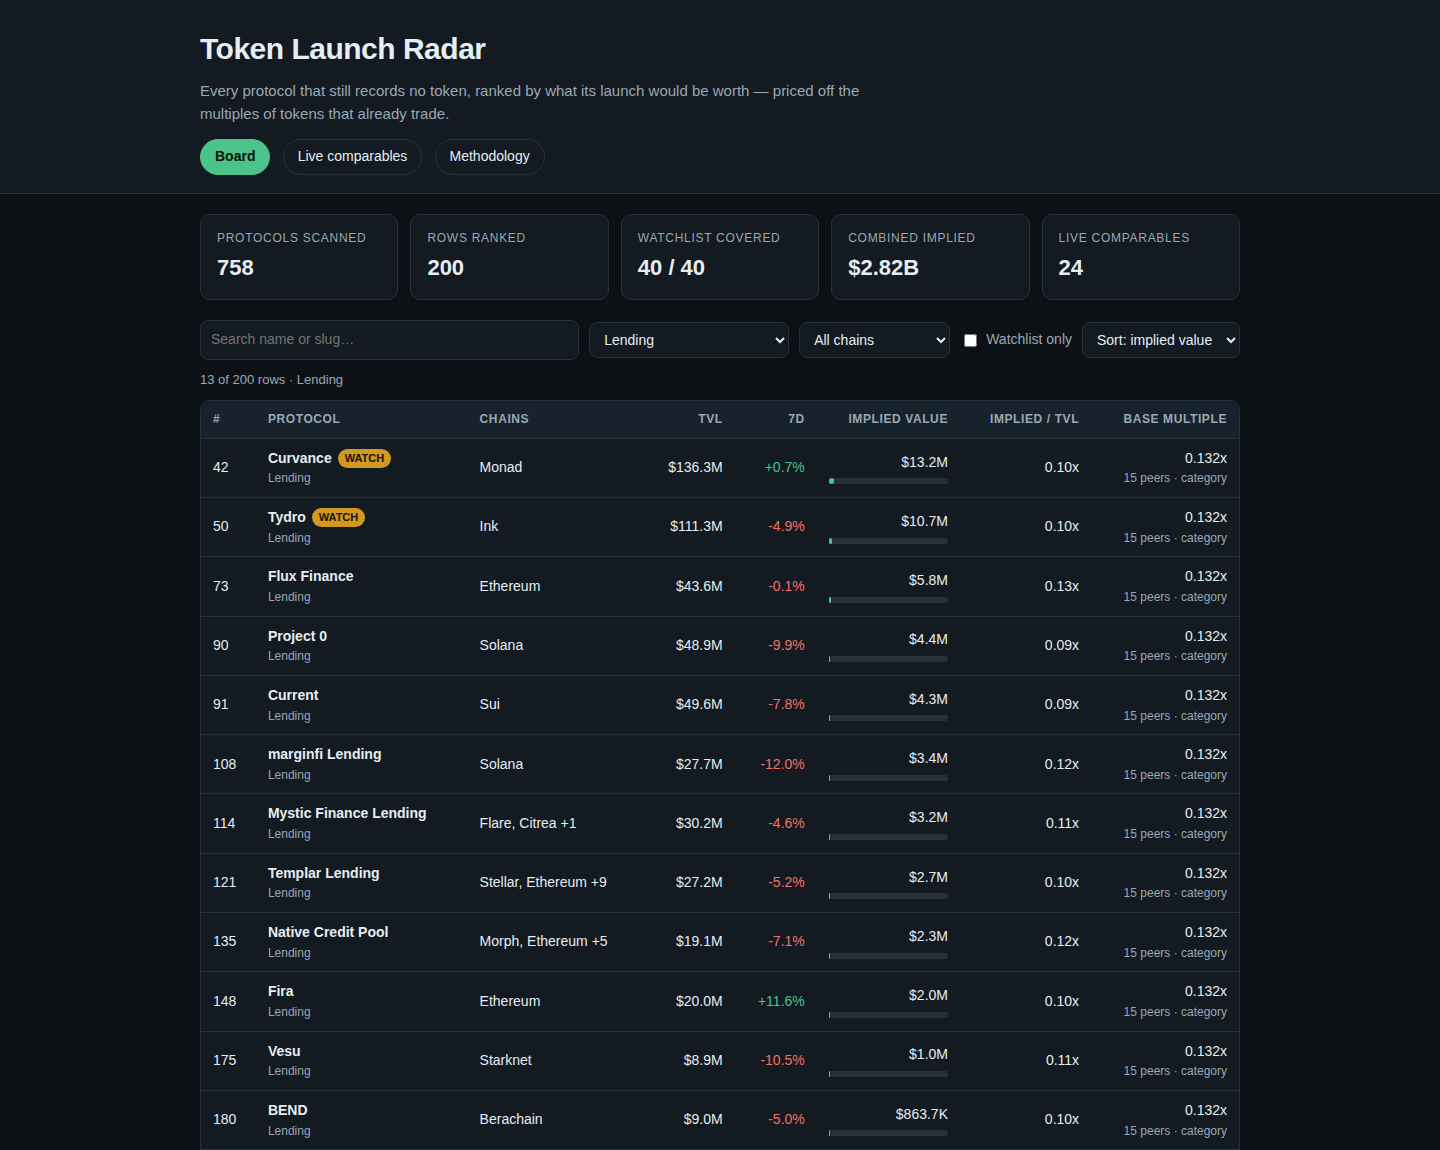 Token Launch Radar
Every protocol that still records no token, ranked by what its launch would be worth — priced off the
multiples of tokens that already trade.
Board Live comparables Methodology
PROTOCOLS SCANNED ROWS RANKED WATCHLIST COVERED COMBINED IMPLIED LIVE COMPARABLES
758 200 40 / 40 $2.82B 24
Search name or slug… Lending All chains Watchlist only Sort: implied value
13 of 200 rows · Lending
# PROTOCOL CHAINS TVL 7D IMPLIED VALUE IMPLIED / TVL BASE MULTIPLE
42 Curvance WATCH Monad $136.3M +0.7% $13.2M 0.10x 0.132x
Lending 15 peers · category
50 Tydro WATCH Ink $111.3M -4.9% $10.7M 0.10x 0.132x
Lending 15 peers · category
73 Flux Finance Ethereum $43.6M -0.1% $5.8M 0.13x 0.132x
Lending 15 peers · category
90 Project 0 Solana $48.9M -9.9% $4.4M 0.09x 0.132x
Lending 15 peers · category
91 Current Sui $49.6M -7.8% $4.3M 0.09x 0.132x
Lending 15 peers · category
108 marginfi Lending Solana $27.7M -12.0% $3.4M 0.12x 0.132x
Lending 15 peers · category
114 Mystic Finance Lending Flare, Citrea +1 $30.2M -4.6% $3.2M 0.11x 0.132x
Lending 15 peers · category
121 Templar Lending Stellar, Ethereum +9 $27.2M -5.2% $2.7M 0.10x 0.132x
Lending 15 peers · category
135 Native Credit Pool Morph, Ethereum +5 $19.1M -7.1% $2.3M 0.12x 0.132x
Lending 15 peers · category
148 Fira Ethereum $20.0M +11.6% $2.0M 0.10x 0.132x
Lending 15 peers · category
175 Vesu Starknet $8.9M -10.5% $1.0M 0.11x 0.132x
Lending 15 peers · category
180 BEND Berachain $9.0M -5.0% $863.7K 0.10x 0.132x
Lending 15 peers · category